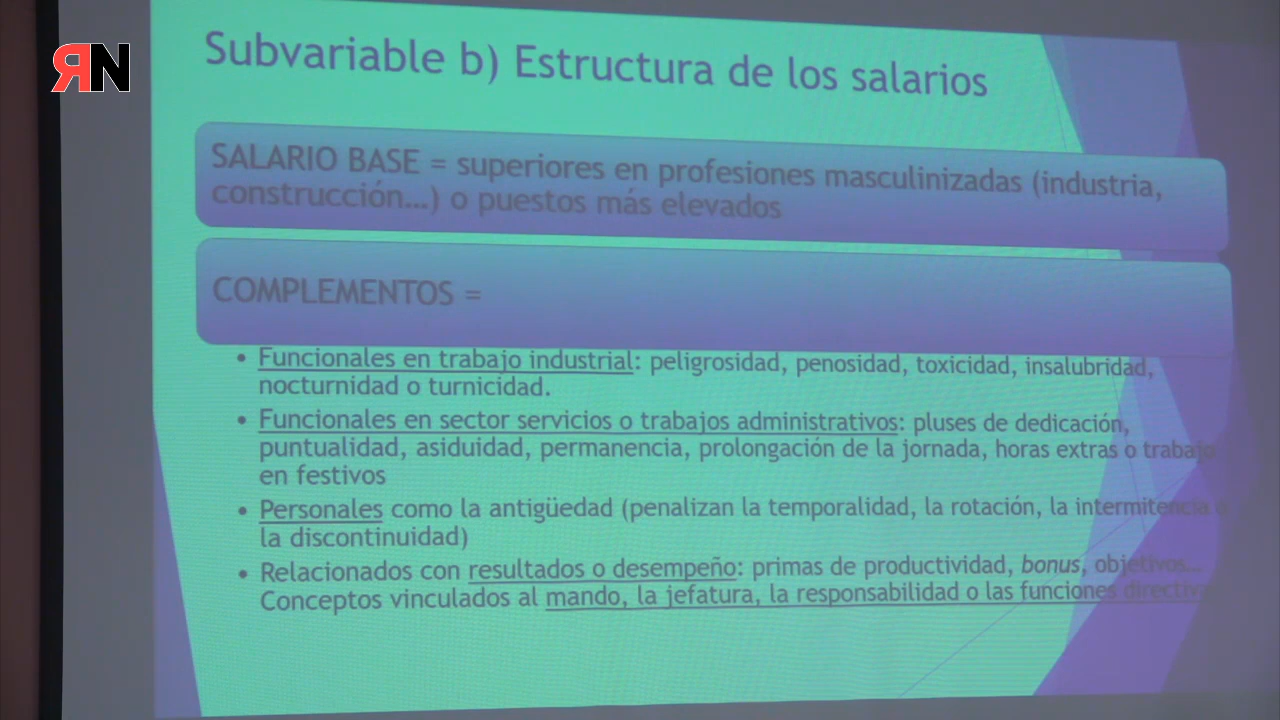 RN
Subvariable b) Estructura de los salarios
SALARIO BASE = superiores en profesiones masculinizadas (industria,
construcción…) o puestos más elevados
COMPLEMENTOS =
• Funcionales en trabajo industrial: peligrosidad, penosidad, toxicidad, insalubridad,
nocturnidad o turnicidad.
• Funcionales en sector servicios o trabajos administrativos: pluses de dedicación,
puntualidad, asiduidad, permanencia, prolongación de la jornada, horas extras o trabajo
en festivos
• Personales como la antigüedad (penalizan la temporalidad, la rotación, la intermitencia o
la discontinuidad)
• Relacionados con resultados o desempeño: primas de productividad, bonus, objetivos…
Conceptos vinculados al mando, la jefatura, la responsabilidad o las funciones